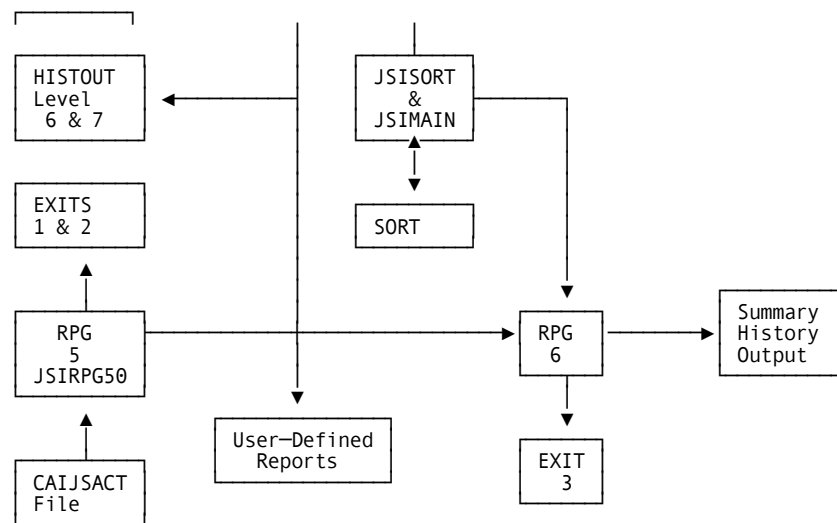 HISTOUT
Level
6 & 7
JSISORT
&
JSIMAIN
EXITS
1 & 2
SORT
RPG
5
JSIRPG50
RPG
6
Summary
History
Output
User—Defined
Reports
EXIT
3
CAIJSACT
File